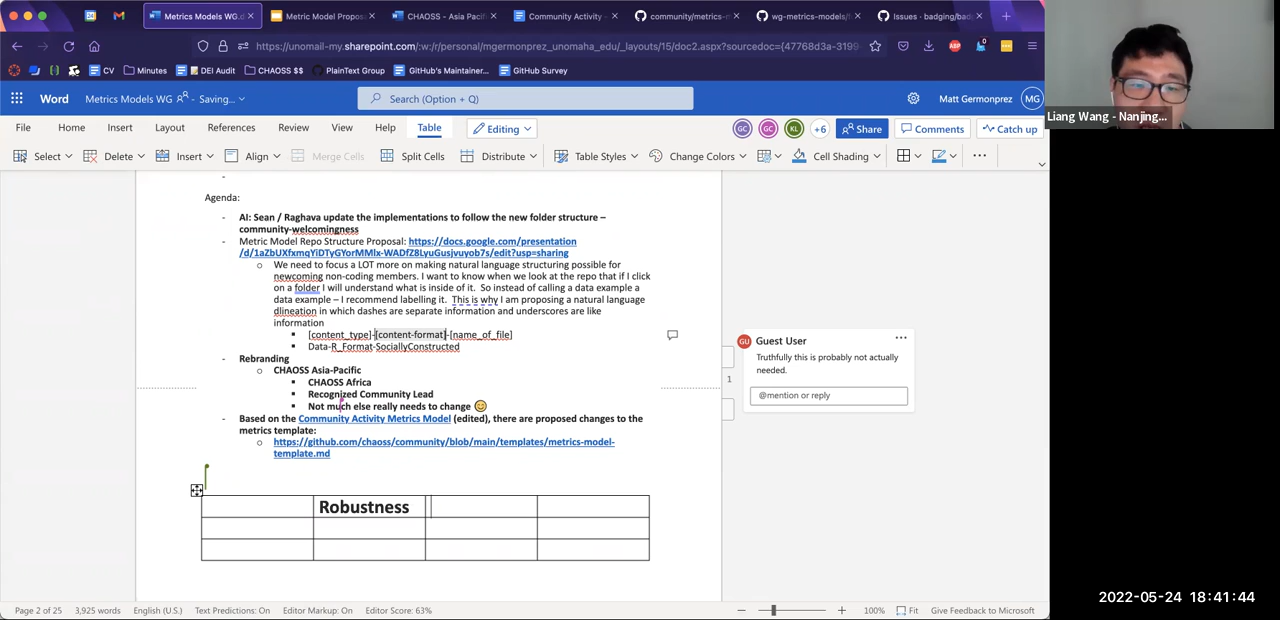 Metrics Models WG.d
Metric Model Propos
CHAOSS - Asia Pacifi
Community Activity
community/metrics-m
wg-metrics-models/
Issues · badging/bad
https://unomail-my.sharepoint.com/:w:/r/personal/mgermonprez_unomaha_edu/_layouts/15/doc2.aspx?sourcedoc={47768d3a-3199
CV
Minutes
DEI Audit
CHAOSS $$
PlainText Group
GitHub's Maintainer...
GitHub Survey
Word
Metrics Models WG - Saving...
Search (Option + Q)
Matt Germonprez
MG
Liang Wang - Nanjing...
File
Home
Insert
Layout
References
Review
View
Help
Table
Editing
GC
GC
KL
+6
Share
Comments
Catch up
Select
Delete
Insert
Align
Merge Cells
Split Cells
Distribute
Table Styles
Change Colors
Cell Shading
...
-
Agenda:
- AI: Sean / Raghava update the implementations to follow the new folder structure –
community-welcomingness
- Metric Model Repo Structure Proposal: https://docs.google.com/presentation
/d/1aZbUXfxmqYiDTyGYorMMlx-WADfZ8LyuGusjvuyob7s/edit?usp=sharing
o We need to focus a LOT more on making natural language structuring possible for
newcoming non-coding members. I want to know when we look at the repo that if I click
on a folder I will understand what is inside of it. So instead of calling a data example a
data example – I recommend labelling it. This is why I am proposing a natural language
dlineation in which dashes are separate information and underscores are like
information
▪ [content_type]-[content-format]-[name_of_file]
▪ Data-R_Format-SociallyConstructed
- Rebranding
o CHAOSS Asia-Pacific
▪ CHAOSS Africa
▪ Recognized Community Lead
▪ Not much else really needs to change 😊
- Based on the Community Activity Metrics Model (edited), there are proposed changes to the
metrics template:
o https://github.com/chaoss/community/blob/main/templates/metrics-model-
template.md
Robustness
GU
Guest User
...
Truthfully this is probably not actually
needed.
1
@mention or reply
Page 2 of 25
3,925 words
English (U.S.)
Text Predictions: On
Editor Markup: On
Editor Score: 63%
100%
Fit
Give Feedback to Microsoft
2022-05-24 18:41:44